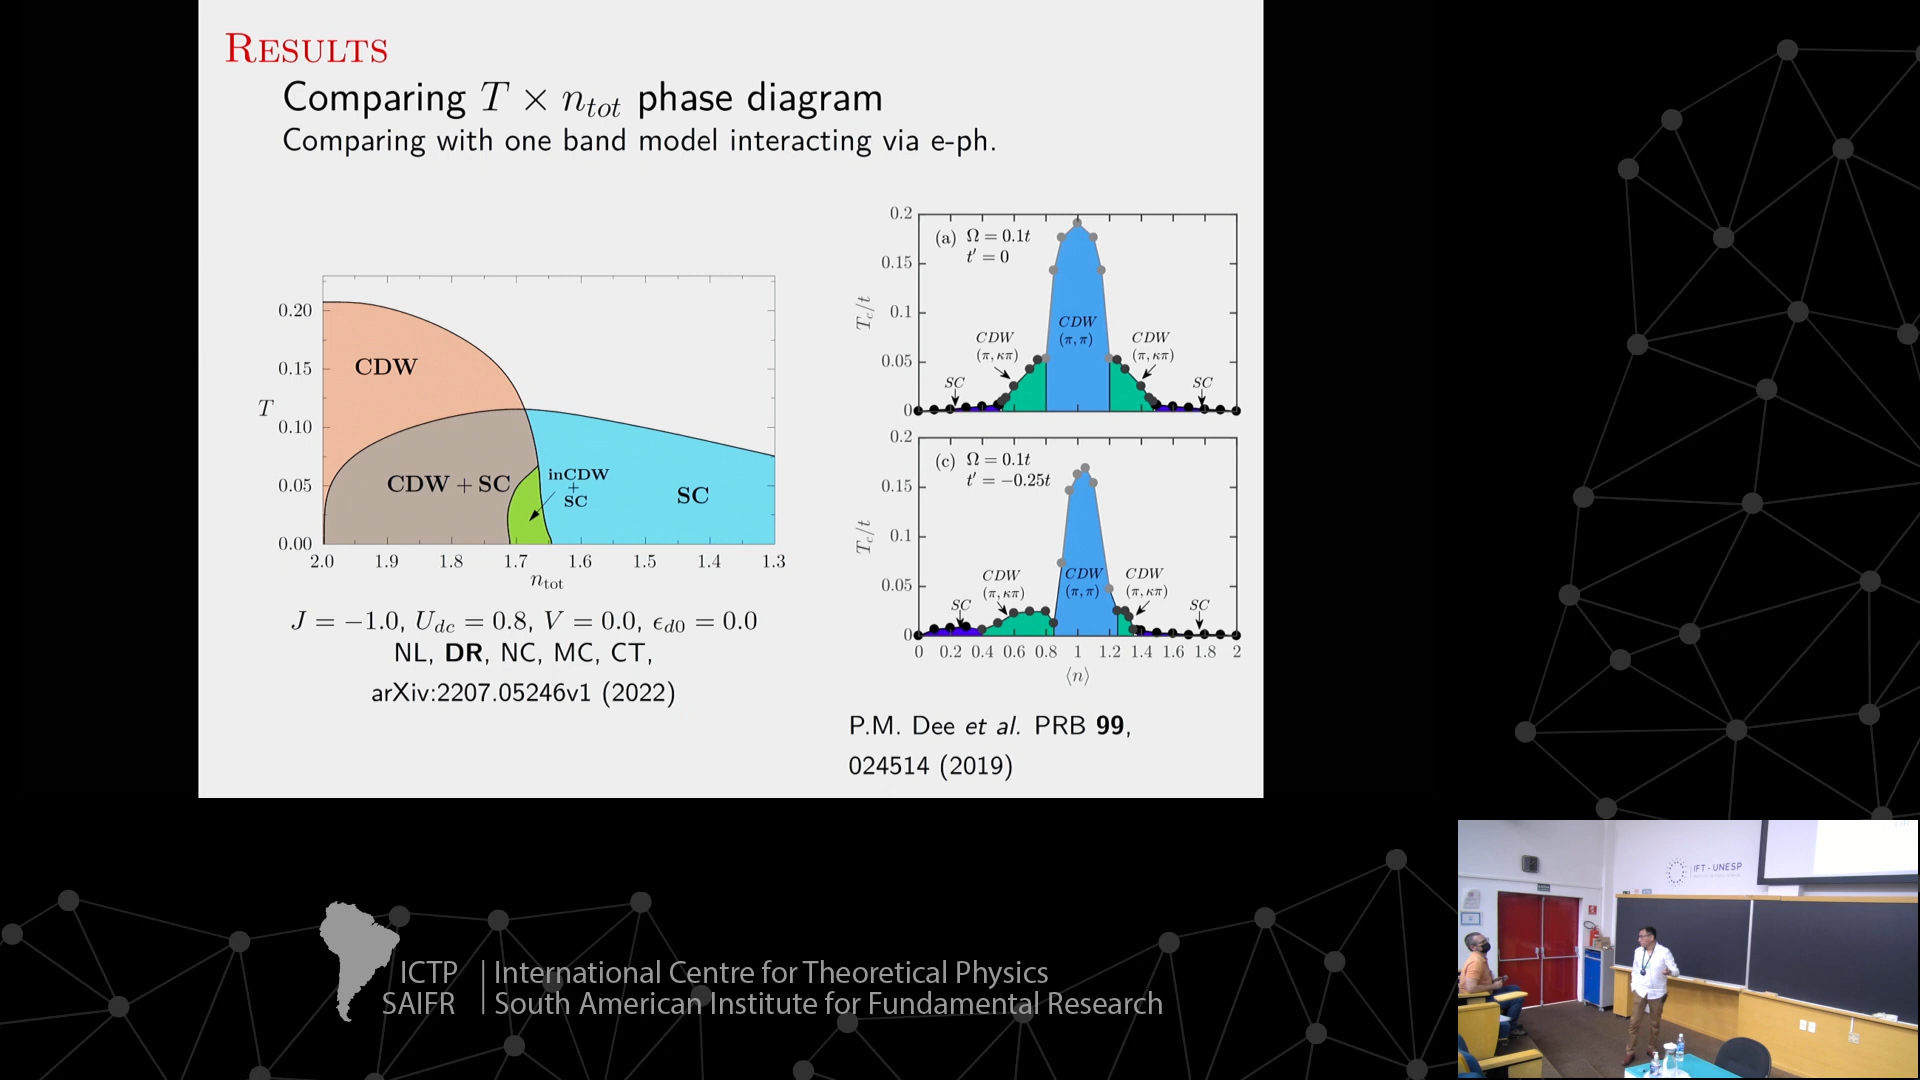 RESULTS
Comparing T × n_tot phase diagram
Comparing with one band model interacting via e-ph.
0.20
0.15
0.10
0.05
0.00
T
CDW
CDW + SC
inCDW
+
SC
SC
2.0 1.9 1.8 1.7 1.6 1.5 1.4 1.3
n_tot
J = −1.0, U_dc = 0.8, V = 0.0, ϵ_d0 = 0.0
NL, DR, NC, MC, CT,
arXiv:2207.05246v1 (2022)
0.2
0.15
0.1
0.05
0
T_c/t
(a) Ω = 0.1t
t′ = 0
CDW
(π, π)
CDW
(π, κπ)
CDW
(π, κπ)
SC
SC
0.2
0.15
0.1
0.05
0
T_c/t
(c) Ω = 0.1t
t′ = −0.25t
CDW
(π, κπ)
CDW
(π, π)
CDW
(π, κπ)
SC
SC
0 0.2 0.4 0.6 0.8 1 1.2 1.4 1.6 1.8 2
⟨n⟩
P.M. Dee et al. PRB 99,
024514 (2019)
IFT - UNESP
ICTP
SAIFR
International Centre for Theoretical Physics
South American Institute for Fundamental Research